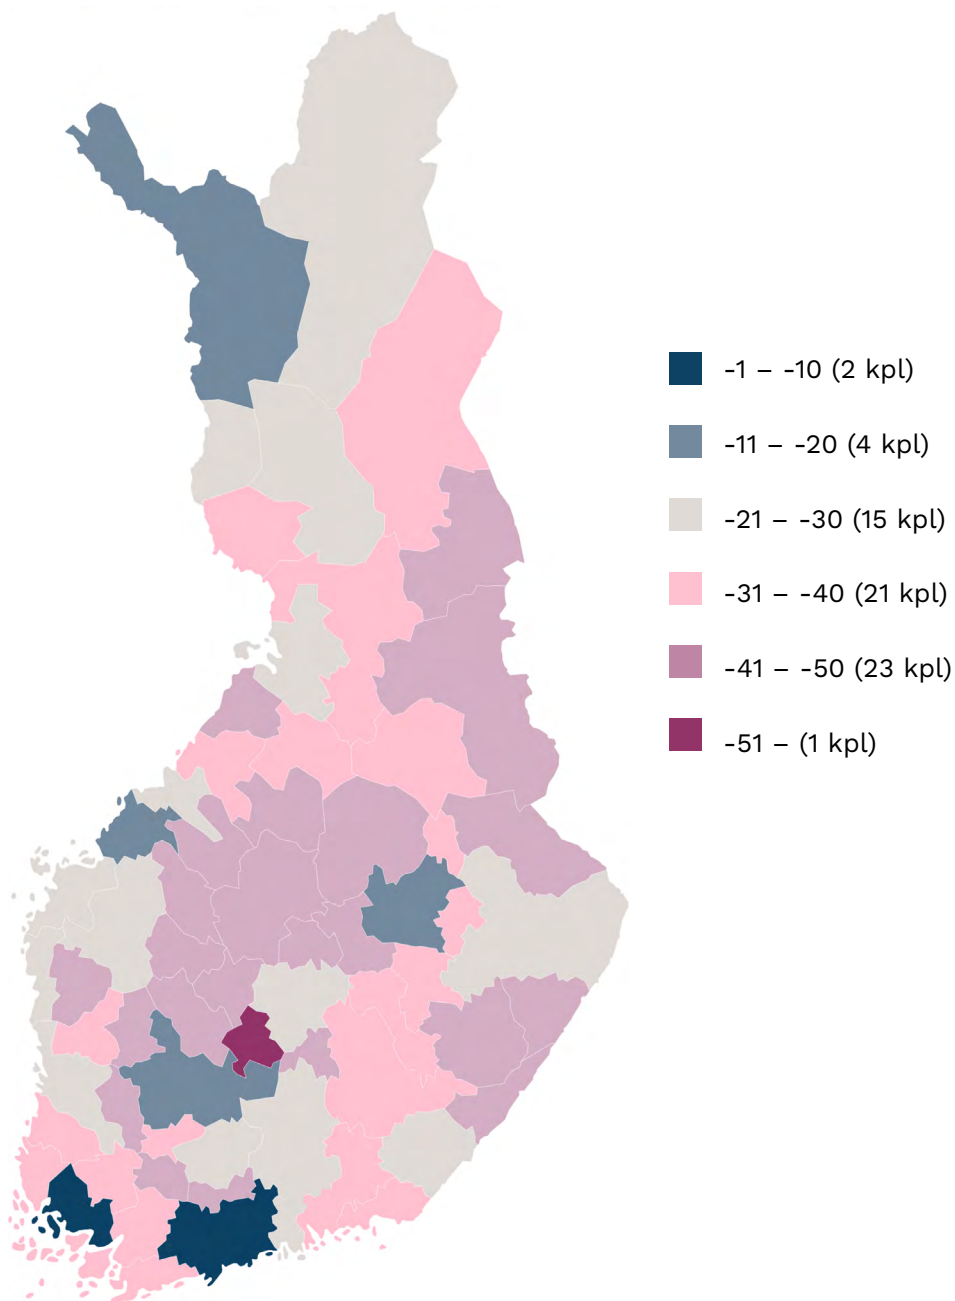 -1 – -10 (2 kpl)
-11 – -20 (4 kpl)
-21 – -30 (15 kpl)
-31 – -40 (21 kpl)
-41 – -50 (23 kpl)
-51 – (1 kpl)